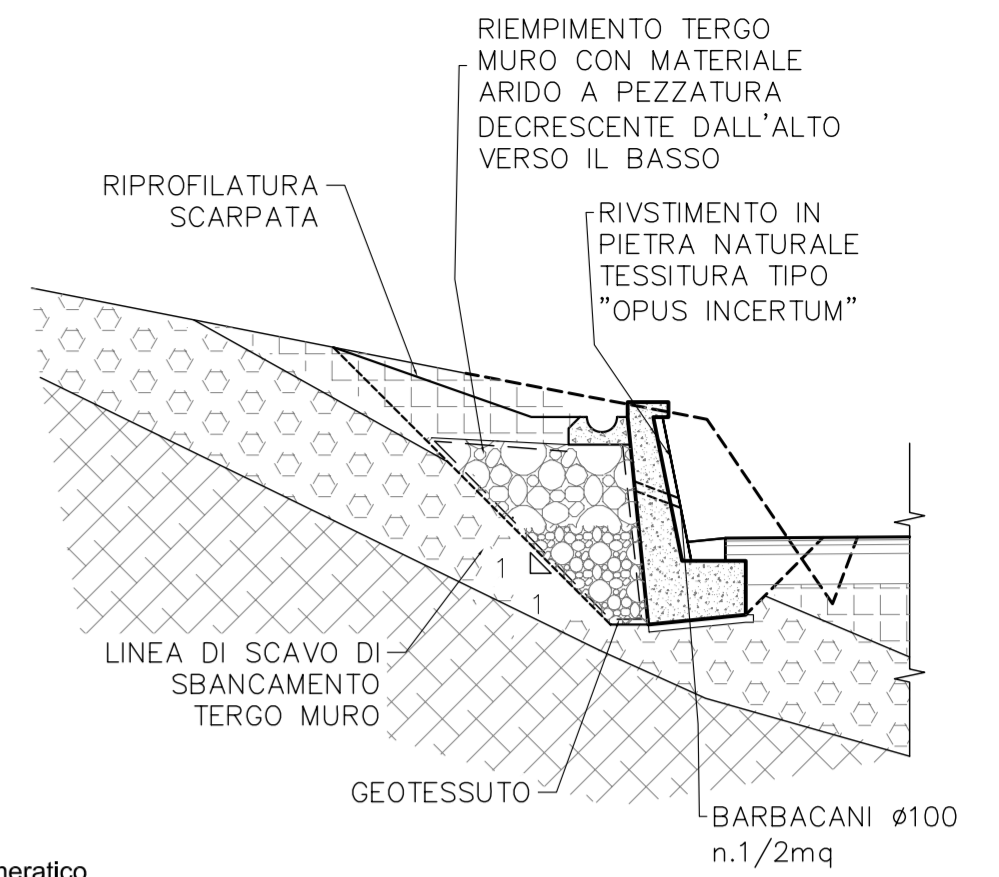 RIEMPIMENTO TERGO
MURO CON MATERIALE
ARIDO A PEZZATURA
DECRESCENTE DALL'ALTO
VERSO IL BASSO
RIPROFILATURA
SCARPATA
RIVSTIMENTO IN
PIETRA NATURALE
TESSITURA TIPO
"OPUS INCERTUM"
1
1
LINEA DI SCAVO DI
SBANCAMENTO
TERGO MURO
GEOTESSUTO
BARBACANI ø100
n.1/2mq